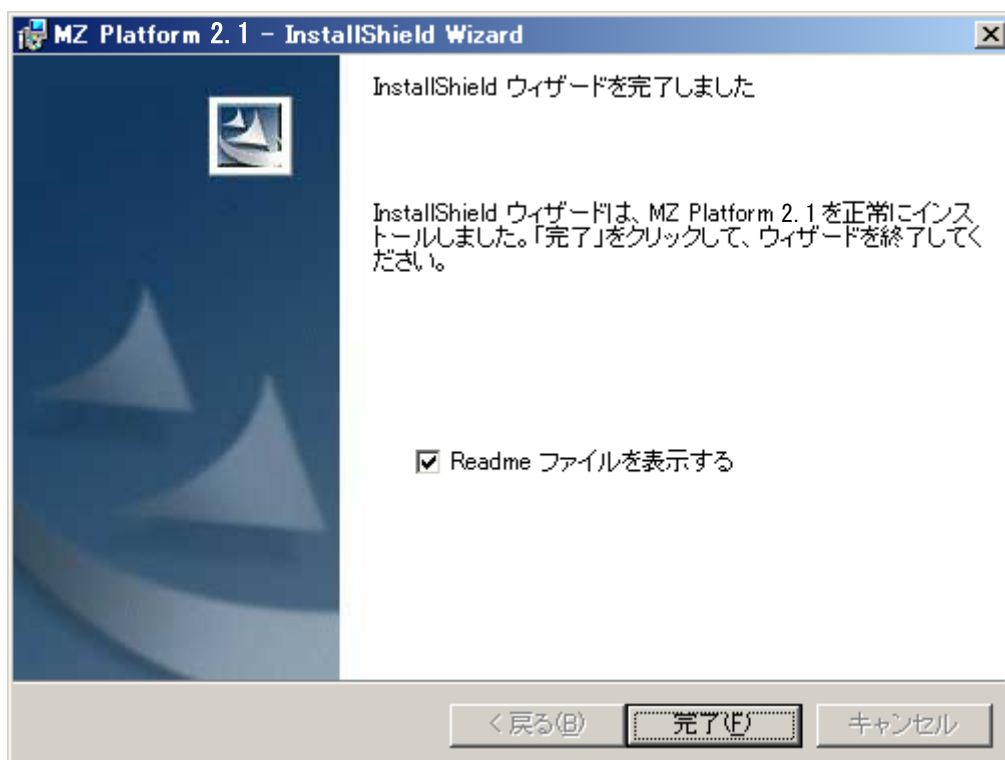 MZ Platform 2.1 - InstallShield Wizard
InstallShield ウィザードを完了しました
InstallShield ウィザードは、MZ Platform 2.1を正常にインス
トールしました。「完了」をクリックして、ウィザードを終了してく
ださい。
Readme ファイルを表示する
< 戻る(B)
完了(F)
キャンセル